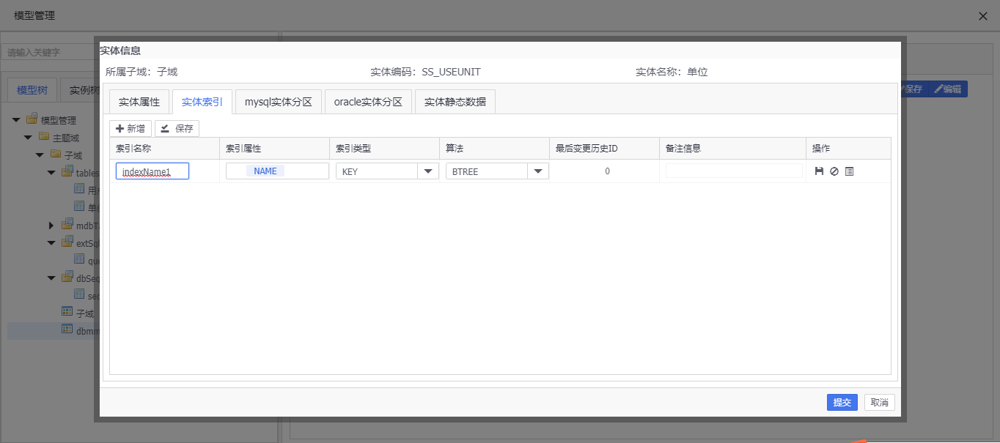 模型管理
请输入关键字
模型树
实例树
保存
编辑
模型管理
主题域
子域
tables
用户
单位
mdbTa
extSql
que
dbSeq
sec
子域
dbmm
实体信息
所属子域：子域
实体编码：SS_USEUNIT
实体名称：单位
实体属性
实体索引
mysql实体分区
oracle实体分区
实体静态数据
新增
保存
索引名称
索引属性
索引类型
算法
最后变更历史ID
备注信息
操作
indexName1
NAME
KEY
BTREE
0
提交
取消